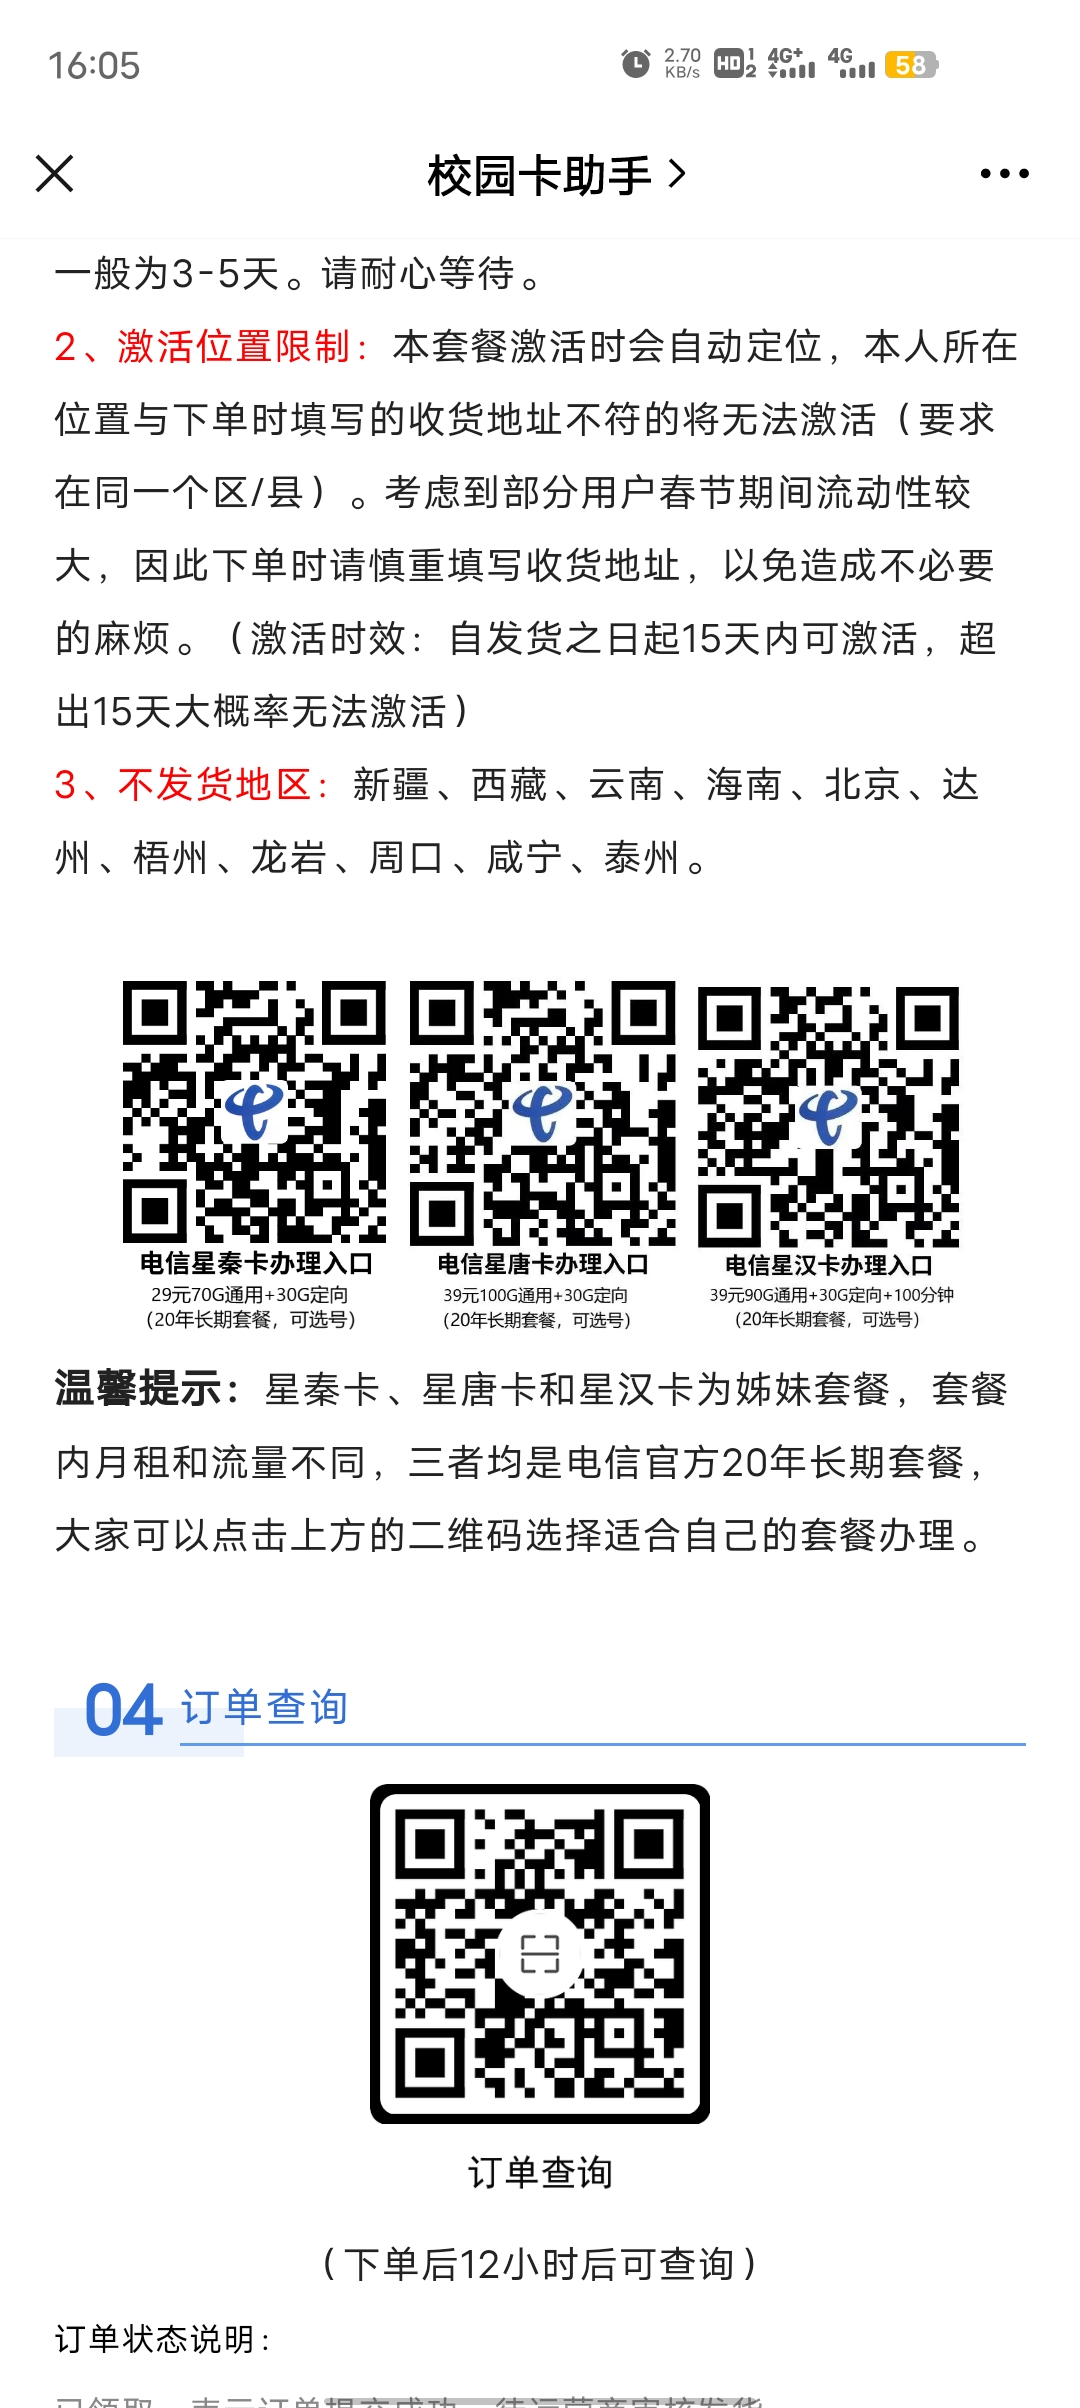 16:05
2.70
KB/s
HD 1 2
4G+
4G
58
校园卡助手
一般为3-5天。请耐心等待。
2、激活位置限制：本套餐激活时会自动定位，本人所在
位置与下单时填写的收货地址不符的将无法激活（要求
在同一个区/县）。考虑到部分用户春节期间流动性较
大，因此下单时请慎重填写收货地址，以免造成不必要
的麻烦。（激活时效：自发货之日起15天内可激活，超
出15天大概率无法激活）
3、不发货地区：新疆、西藏、云南、海南、北京、达
州、梧州、龙岩、周口、咸宁、泰州。
电信星秦卡办理入口
29元70G通用+30G定向
（20年长期套餐，可选号）
电信星唐卡办理入口
39元100G通用+30G定向
（20年长期套餐，可选号）
电信星汉卡办理入口
39元90G通用+30G定向+100分钟
（20年长期套餐，可选号）
温馨提示：星秦卡、星唐卡和星汉卡为姊妹套餐，套餐
内月租和流量不同，三者均是电信官方20年长期套餐，
大家可以点击上方的二维码选择适合自己的套餐办理。
04 订单查询
订单查询
（下单后12小时后可查询）
订单状态说明：